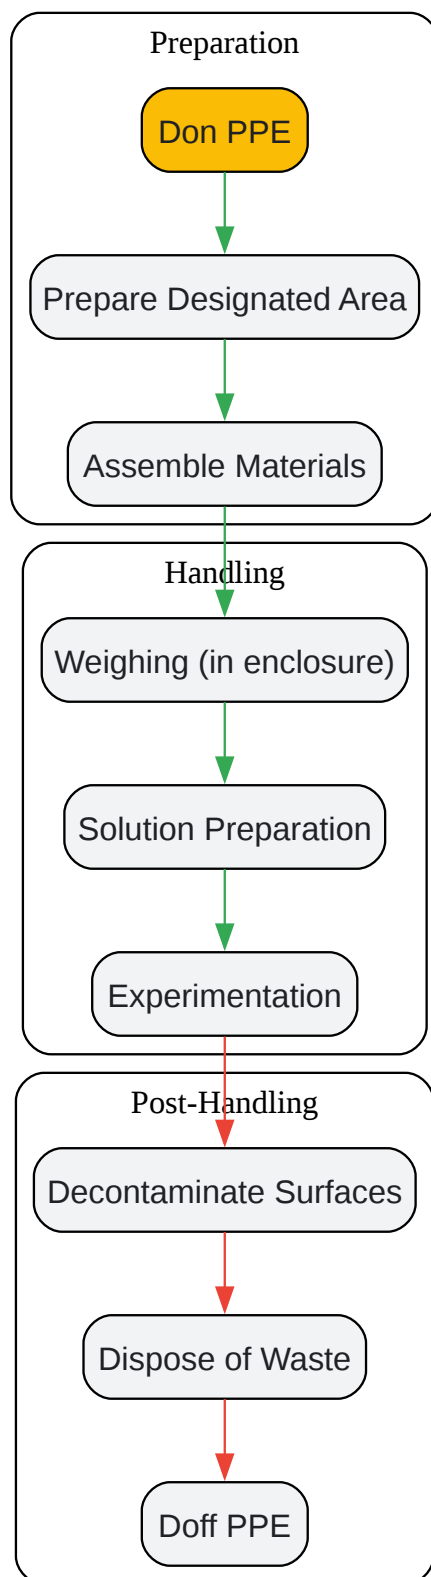 Preparation
Don PPE
Prepare Designated Area
Assemble Materials
Handling
Weighing (in enclosure)
Solution Preparation
Experimentation
Post-Handling
Decontaminate Surfaces
Dispose of Waste
Doff PPE